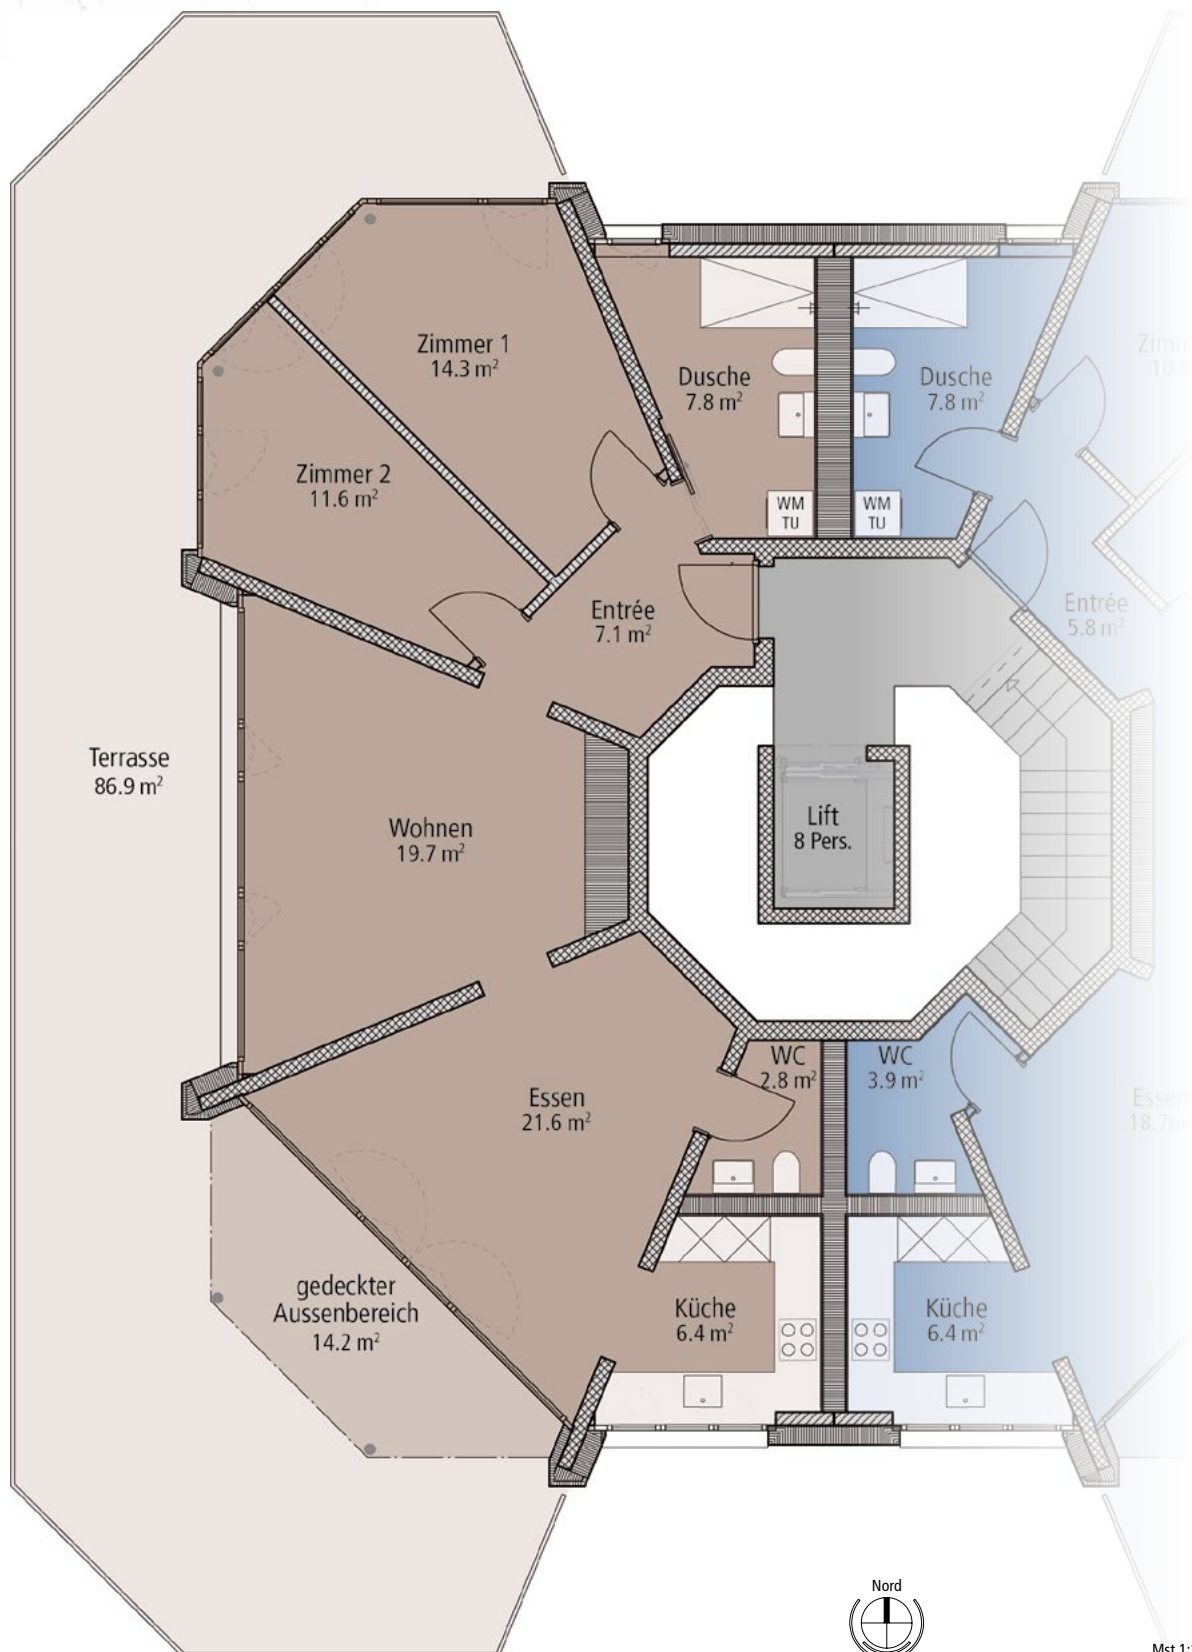 Zimmer 1
14.3 m²
Dusche
7.8 m²
Dusche
7.8 m²
Zimmer 2
11.6 m²
WM
TU
WM
TU
Entrée
7.1 m²
Entrée
5.8 m²
Terrasse
86.9 m²
Wohnen
19.7 m²
Lift
8 Pers.
WC
2.8 m²
WC
3.9 m²
Essen
21.6 m²
Essen
18,7m
gedeckter
Aussenbereich
14.2 m²
Küche
6.4 m²
Küche
6.4 m²
Nord